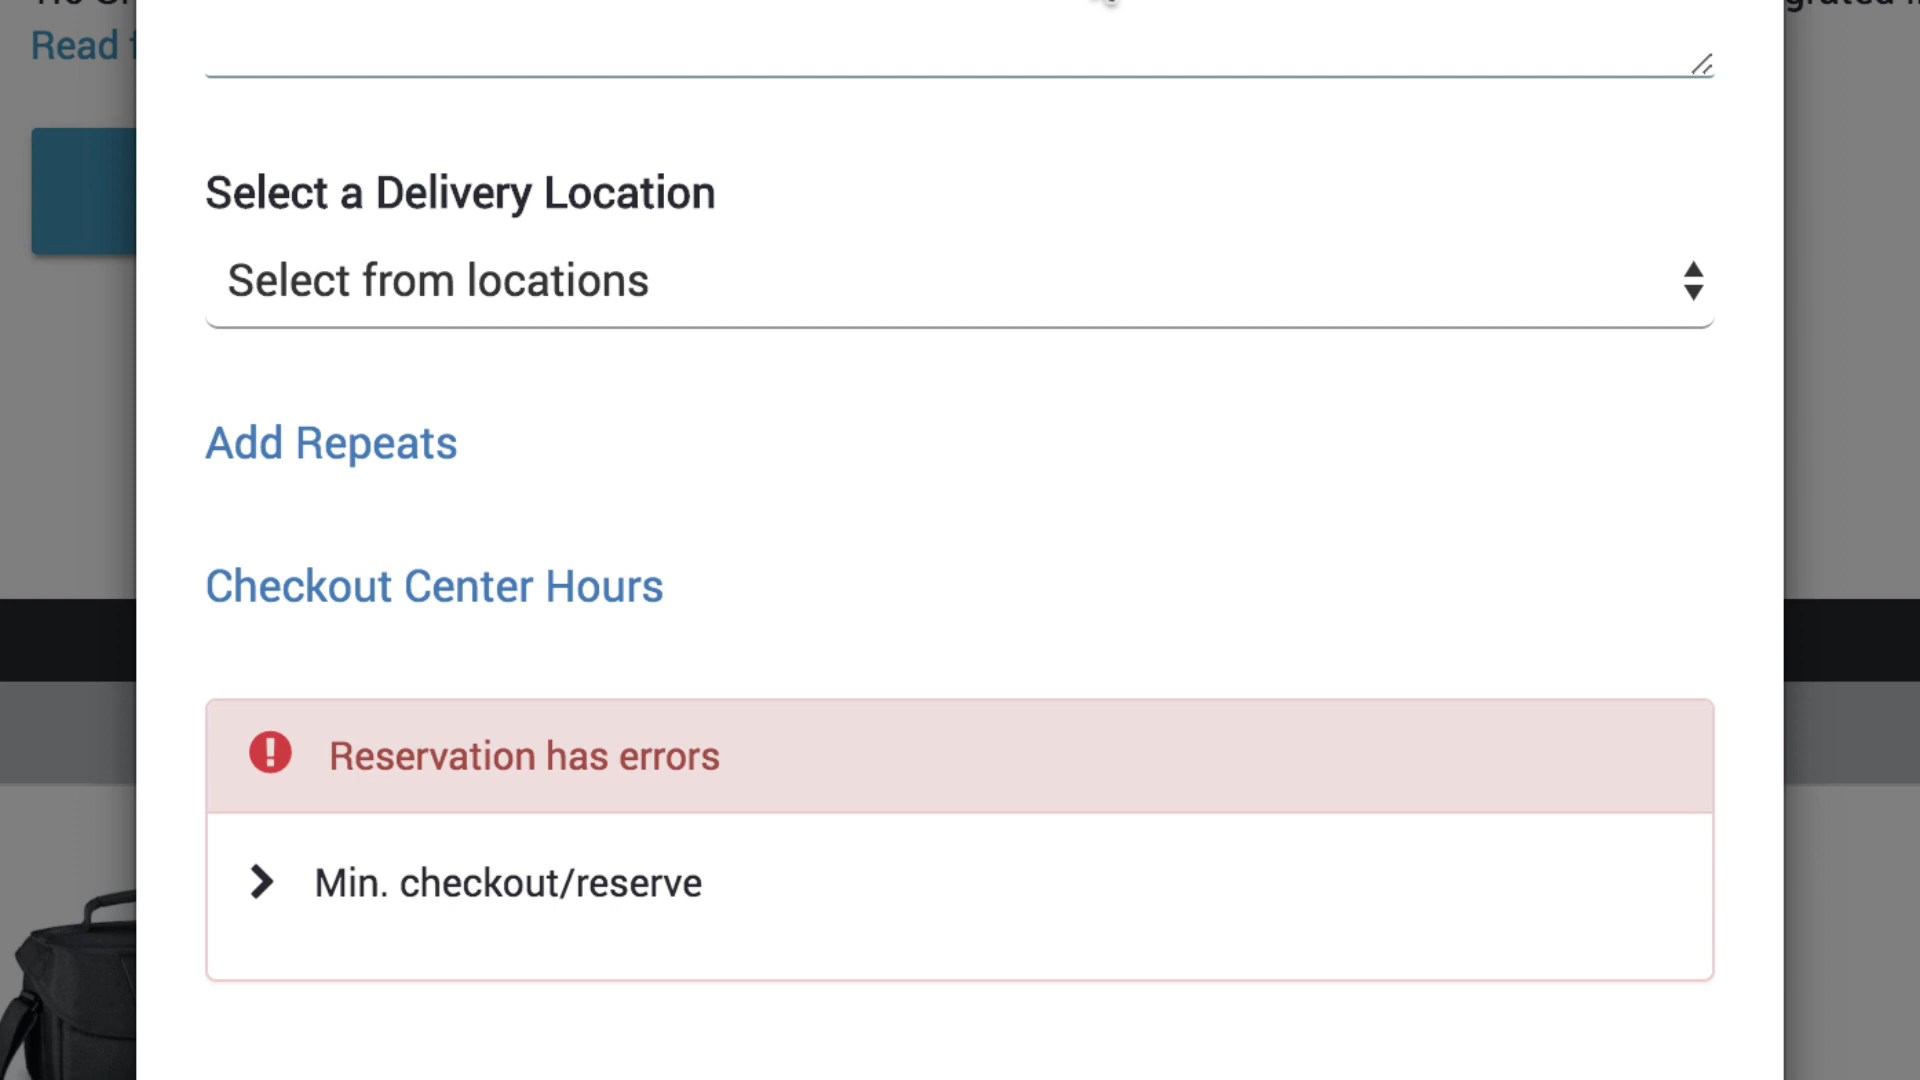 Read
Select a Delivery Location
Select from locations
Add Repeats
Checkout Center Hours
Reservation has errors
Min. checkout/reserve